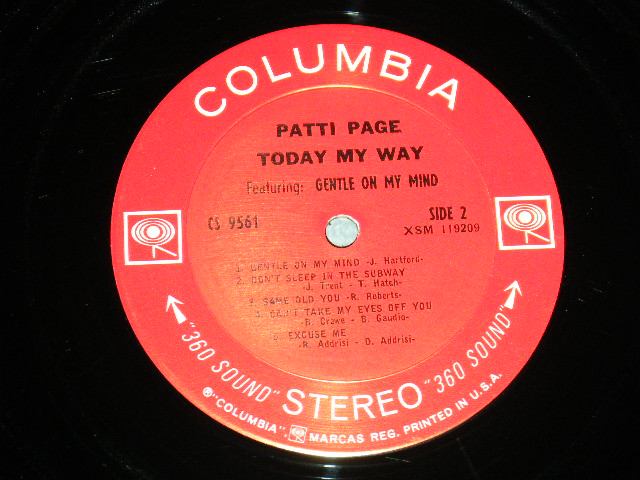 COLUMBIA
PATTI PAGE
TODAY MY WAY
Featuring: GENTLE ON MY MIND
CS 9561
SIDE 2
XSM 119209
1. GENTLE ON MY MIND -J. Hartford-
2. DON'T SLEEP IN THE SUBWAY
-J. Trent - T. Hatch-
3. SAME OLD YOU -R. Roberts-
4. CAN'T TAKE MY EYES OFF YOU
-B. Crewe - B. Gaudio-
5. EXCUSE ME
-R. Addrisi - D. Addrisi-
"360 SOUND" STEREO "360 SOUND"
® "COLUMBIA", MARCAS REG. PRINTED IN U.S.A.